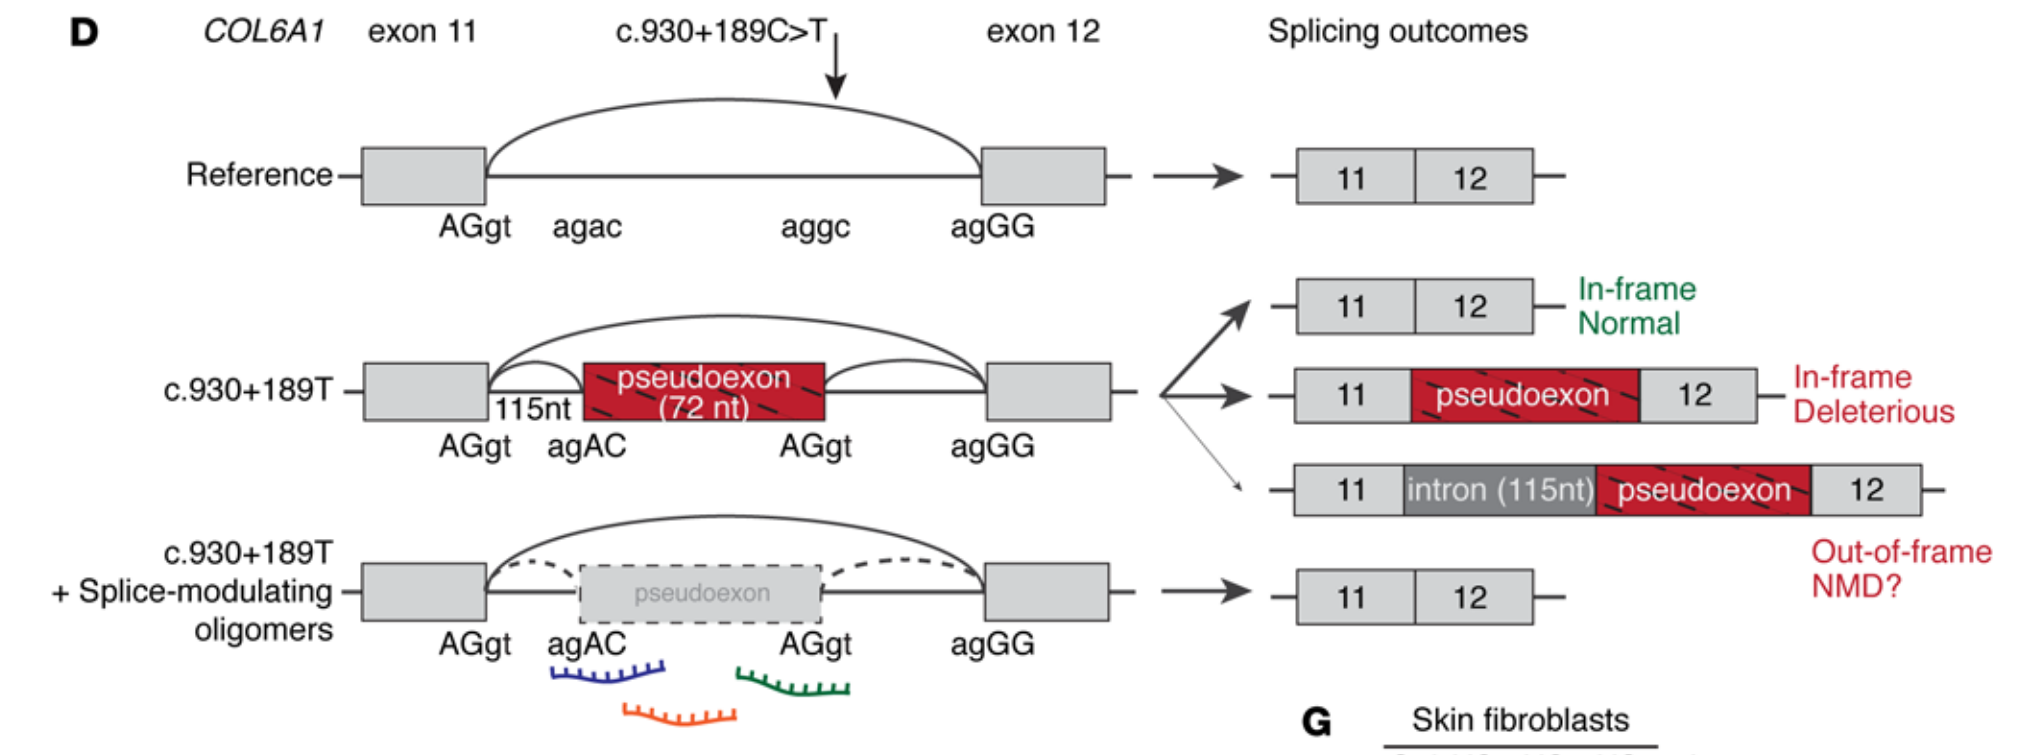 D COL6A1 exon 11 c.930+189C>T exon 12 Splicing outcomes
Reference 11 12
AGgt agac aggc agGG
11 12 In-frame
Normal
c.930+189T 115nt pseudoexon
(72 nt)
11 pseudoexon 12 In-frame
Deleterious
AGgt agAC AGgt agGG
11 intron (115nt) pseudoexon 12
Out-of-frame
NMD?
c.930+189T
+ Splice-modulating
oligomers
pseudoexon 11 12
AGgt agAC AGgt agGG
G Skin fibroblasts